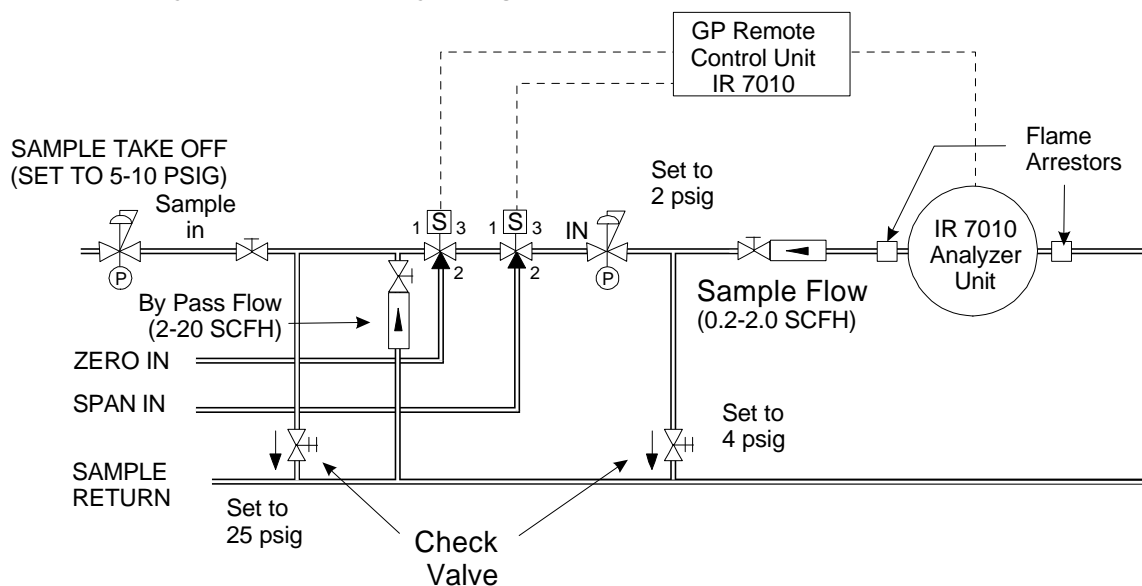 GP Remote
Control Unit
IR 7010
SAMPLE TAKE OFF
(SET TO 5-10 PSIG)
Sample
in
P
1
S
3
2
1
S
3
2
IN
P
Set to
2 psig
Flame
Arrestors
IR 7010
Analyzer
Unit
By Pass Flow
(2-20 SCFH)
Sample Flow
(0.2-2.0 SCFH)
ZERO IN
SPAN IN
Set to
4 psig
SAMPLE
RETURN
Set to
25 psig
Check
Valve